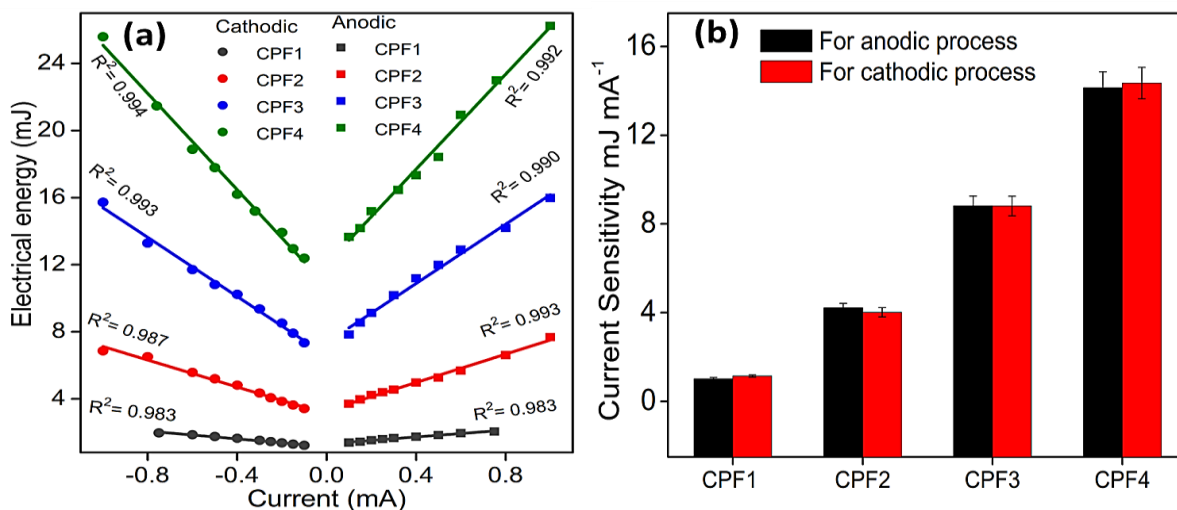 (a)
Cathodic Anodic
CPF1 CPF1
CPF2 CPF2
CPF3 CPF3
CPF4 CPF4
R²= 0.994
R²= 0.992
R²= 0.993
R²= 0.990
R²= 0.987
R²= 0.993
R²= 0.983
R²= 0.983
Electrical energy (mJ)
24
20
16
12
8
4
-0.8 -0.4 0.0 0.4 0.8
Current (mA)
(b)
For anodic process
For cathodic process
Current Sensitivity mJ mA⁻¹
16
12
8
4
0
CPF1 CPF2 CPF3 CPF4